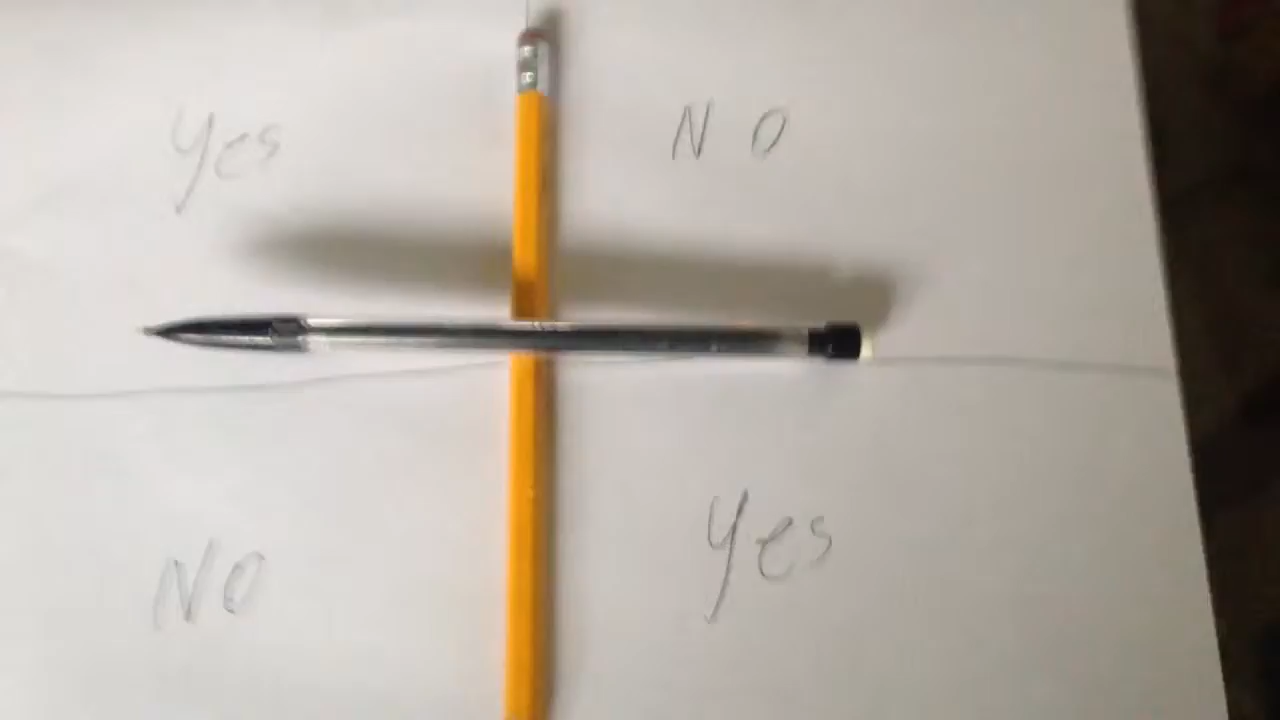 Yes NO
NO Yes